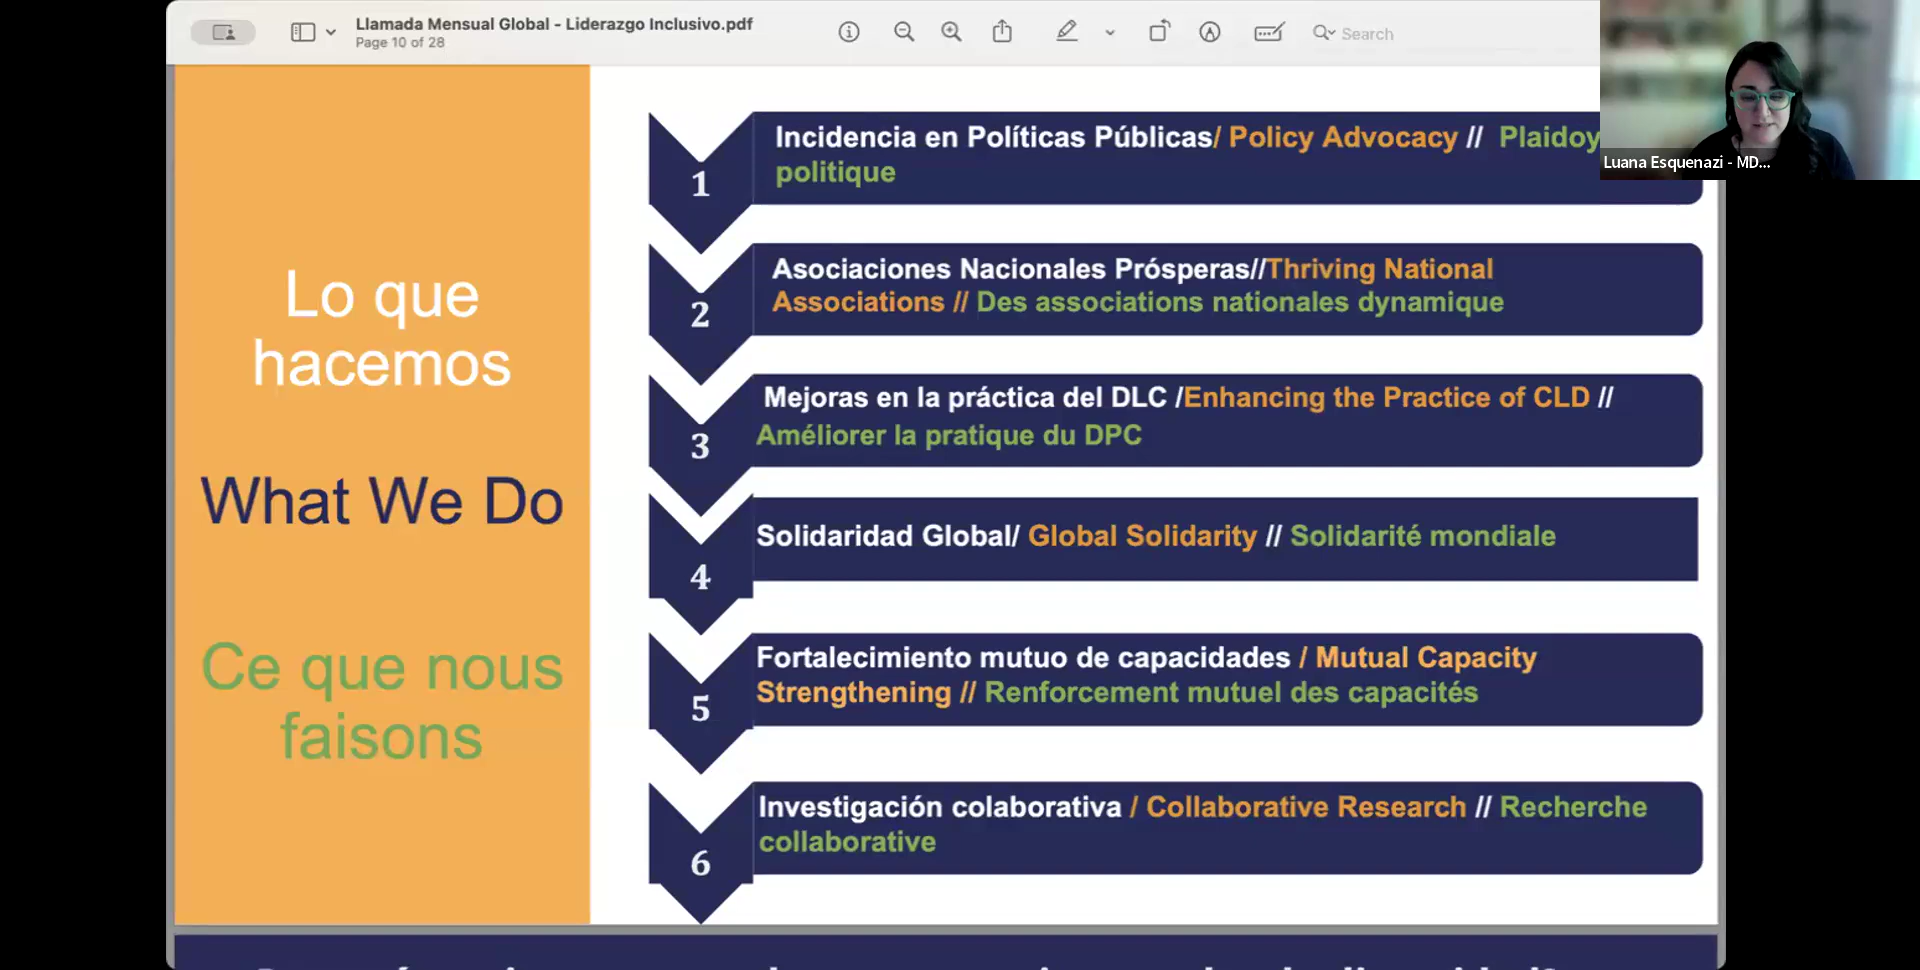 Llamada Mensual Global - Liderazgo Inclusivo.pdf
Page 10 of 28
Search
Luana Esquenazi - MD...
Lo que
hacemos
What We Do
Ce que nous
faisons
1
Incidencia en Políticas Públicas/ Policy Advocacy // Plaidoy
politique
2
Asociaciones Nacionales Prósperas//Thriving National
Associations // Des associations nationales dynamique
3
Mejoras en la práctica del DLC /Enhancing the Practice of CLD //
Améliorer la pratique du DPC
4
Solidaridad Global/ Global Solidarity // Solidarité mondiale
5
Fortalecimiento mutuo de capacidades / Mutual Capacity
Strengthening // Renforcement mutuel des capacités
6
Investigación colaborativa / Collaborative Research // Recherche
collaborative